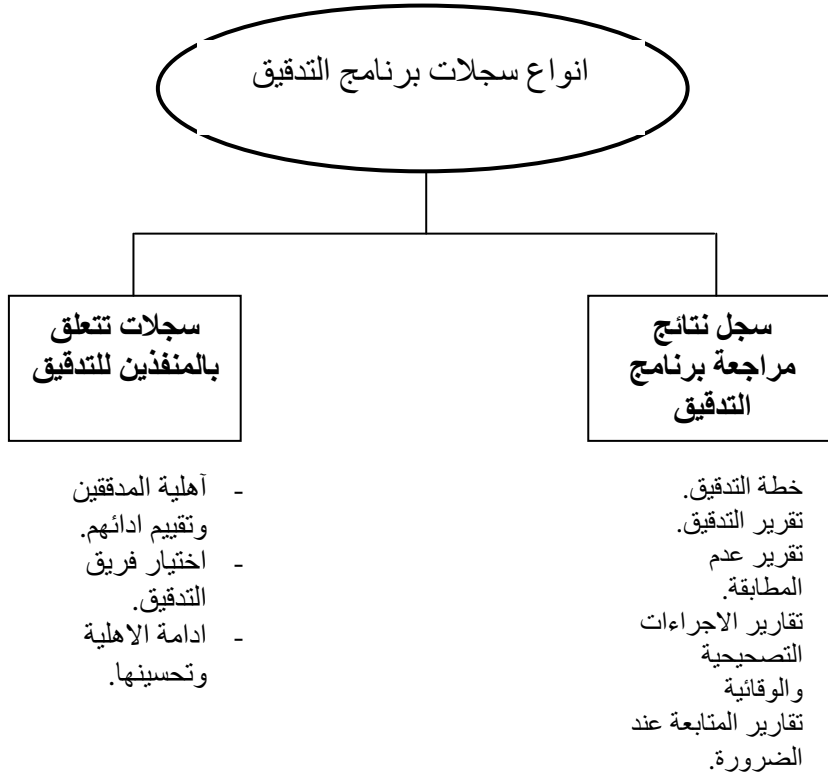 انواع سجلات برنامج التدقيق
سجل نتائج
مراجعة برنامج
التدقيق
خطة التدقيق.
تقرير التدقيق.
تقرير عدم
المطابقة.
تقارير الاجراءات
التصحيحية
والوقائية
تقارير المتابعة عند
الضرورة.
سجلات تتعلق
بالمنفذين للتدقيق
- آهلية المدققين
وتقييم ادائهم.
- اختيار فريق
التدقيق.
- ادامة الاهلية
وتحسينها.